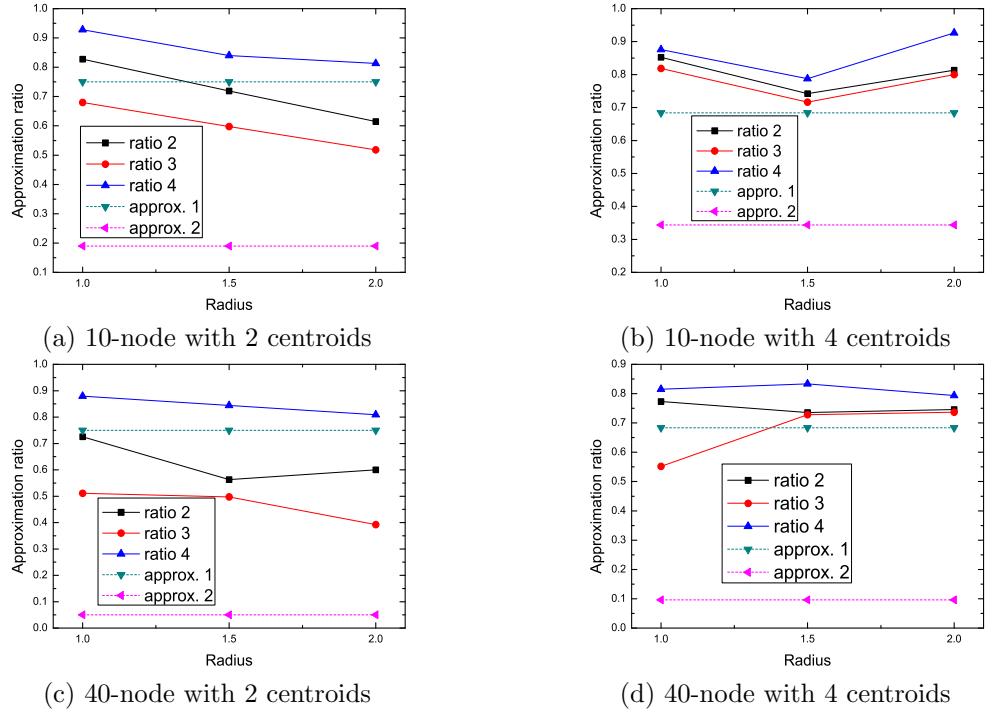 1.0
0.9
0.8
0.7
0.6
0.5
0.4
0.3
0.2
0.1
Approximation ratio
ratio 2
ratio 3
ratio 4
approx. 1
approx. 2
1.0 1.5 2.0
Radius
(a) 10-node with 2 centroids
1.0
0.9
0.8
0.7
0.6
0.5
0.4
0.3
0.2
Approximation ratio
ratio 2
ratio 3
ratio 4
approx. 1
appro. 2
1.0 1.5 2.0
Radius
(b) 10-node with 4 centroids
1.0
0.9
0.8
0.7
0.6
0.5
0.4
0.3
0.2
0.1
0.0
Approximation ratio
ratio 2
ratio 3
ratio 4
approx. 1
approx. 2
1.0 1.5 2.0
Radius
(c) 40-node with 2 centroids
0.9
0.8
0.7
0.6
0.5
0.4
0.3
0.2
0.1
0.0
Approximation ratio
ratio 2
ratio 3
ratio 4
approx. 1
approx. 2
1.0 1.5 2.0
Radius
(d) 40-node with 4 centroids